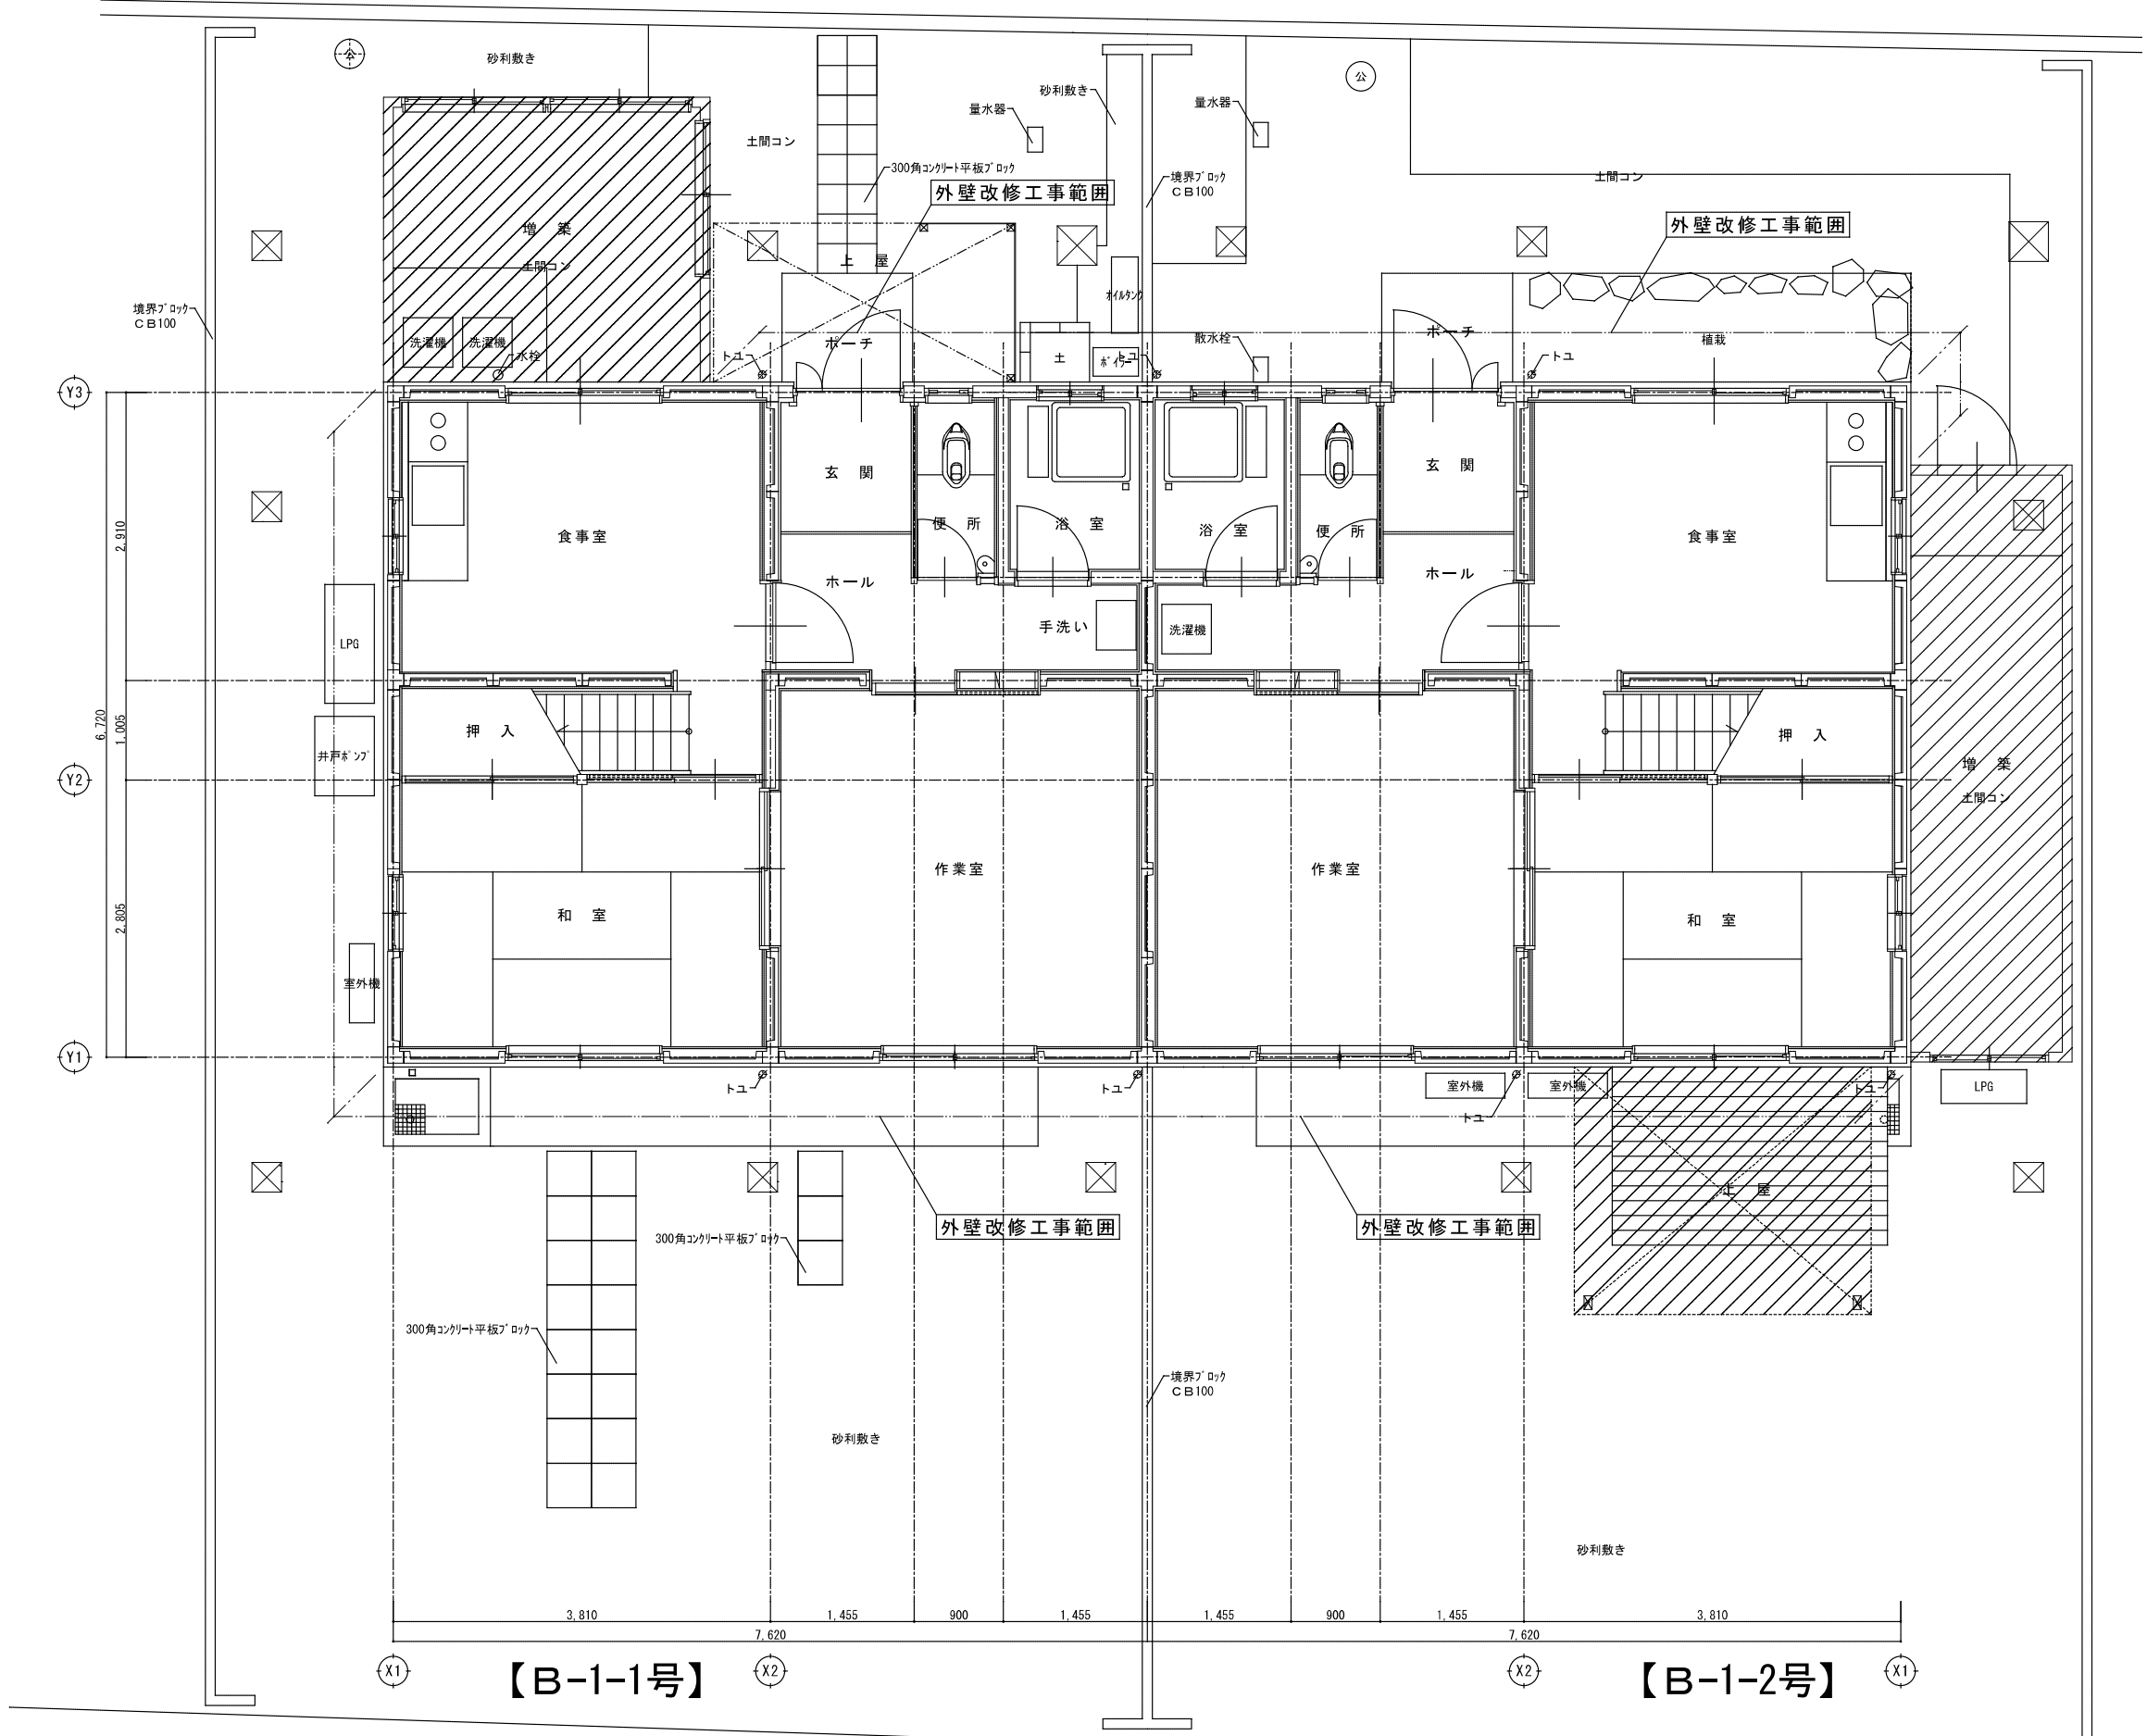 公
砂利敷き
公
砂利敷き
量水器
量水器
土間コン
300角ｺﾝｸﾘｰﾄ平板ﾌﾞﾛｯｸ
外壁改修工事範囲
境界ﾌﾞﾛｯｸ
ＣＢ100
土間コン
外壁改修工事範囲
増　築
土間コン
上　屋
ｵｲﾙﾀﾝｸ
境界ﾌﾞﾛｯｸ
ＣＢ100
洗濯機
洗濯機
水栓
トユ
ポーチ
土
ﾎﾞｲﾗｰ
トユ
散水栓
ポーチ
トユ
植栽
Y3
食事室
玄　関
便　所
浴　室
浴　室
便　所
玄　関
食事室
2,910
ホール
ホール
手洗い
洗濯機
LPG
6,720
1,005
押　入
押　入
井戸ﾎﾟﾝﾌﾟ
Y2
増　築
土間コン
作業室
作業室
2,805
和　室
和　室
室外機
Y1
トユ
トユ
室外機
室外機
トユ
トユ
LPG
上　屋
外壁改修工事範囲
外壁改修工事範囲
300角ｺﾝｸﾘｰﾄ平板ﾌﾞﾛｯｸ
300角ｺﾝｸﾘｰﾄ平板ﾌﾞﾛｯｸ
境界ﾌﾞﾛｯｸ
ＣＢ100
砂利敷き
砂利敷き
3,810
1,455
900
1,455
1,455
900
1,455
3,810
7,620
7,620
X1
【Ｂ-1-1号】
X2
X2
【Ｂ-1-2号】
X1